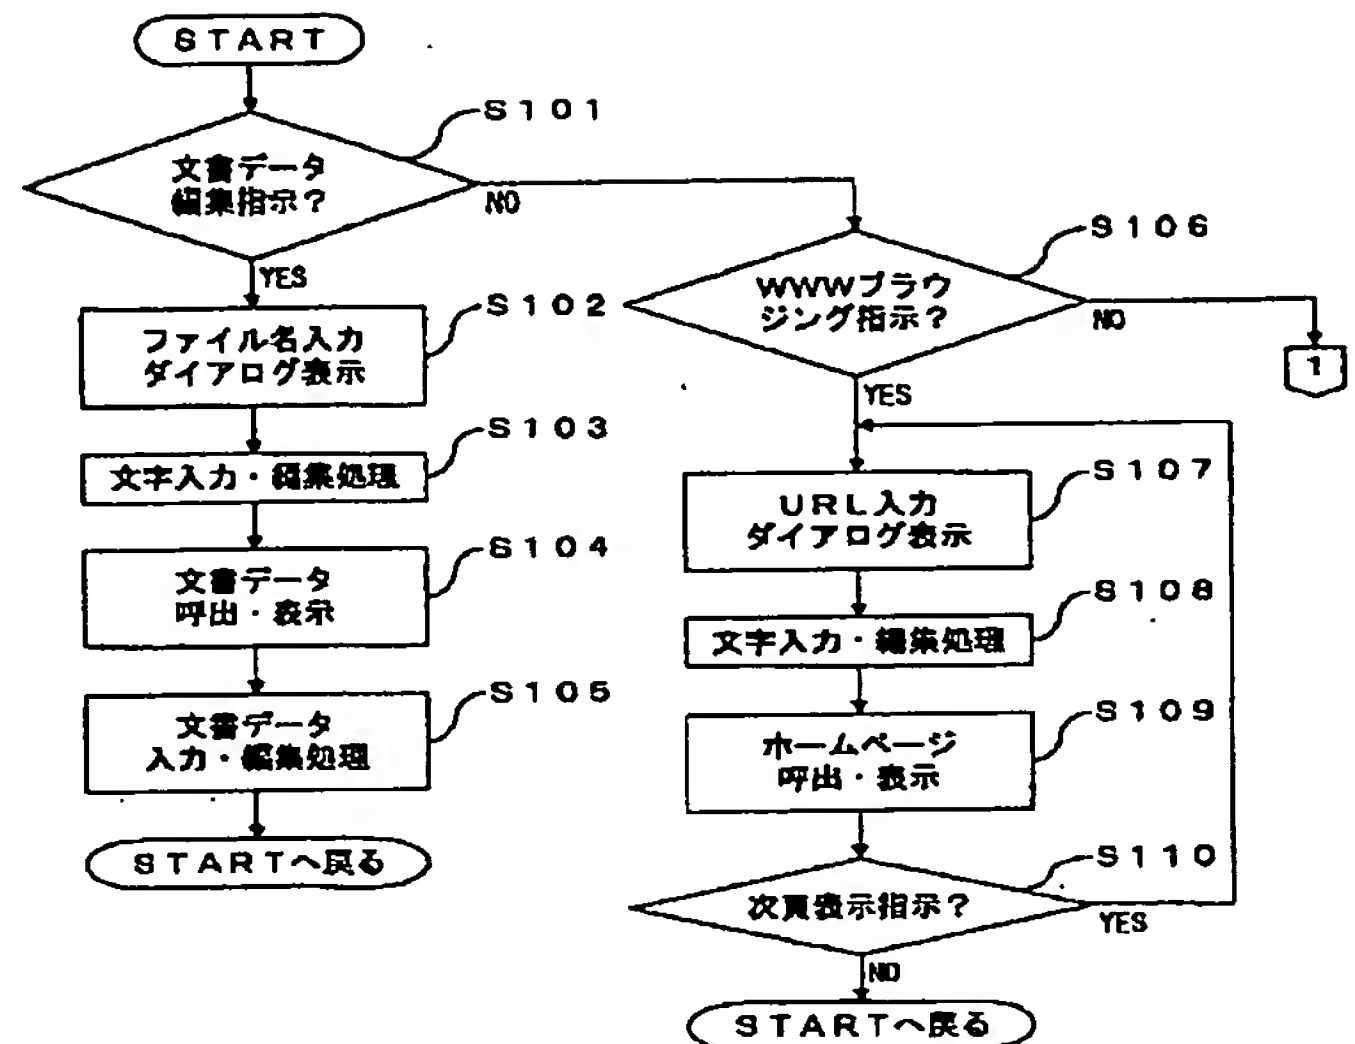 START
S101
文書データ
編集指示？
NO
YES
S102
ファイル名入力
ダイアログ表示
S103
文字入力・編集処理
S104
文書データ
呼出・表示
S105
文書データ
入力・編集処理
STARTへ戻る
S106
WWWブラウ
ジング指示？
NO
1
YES
S107
URL入力
ダイアログ表示
S108
文字入力・編集処理
S109
ホームページ
呼出・表示
S110
次頁表示指示？
YES
NO
STARTへ戻る